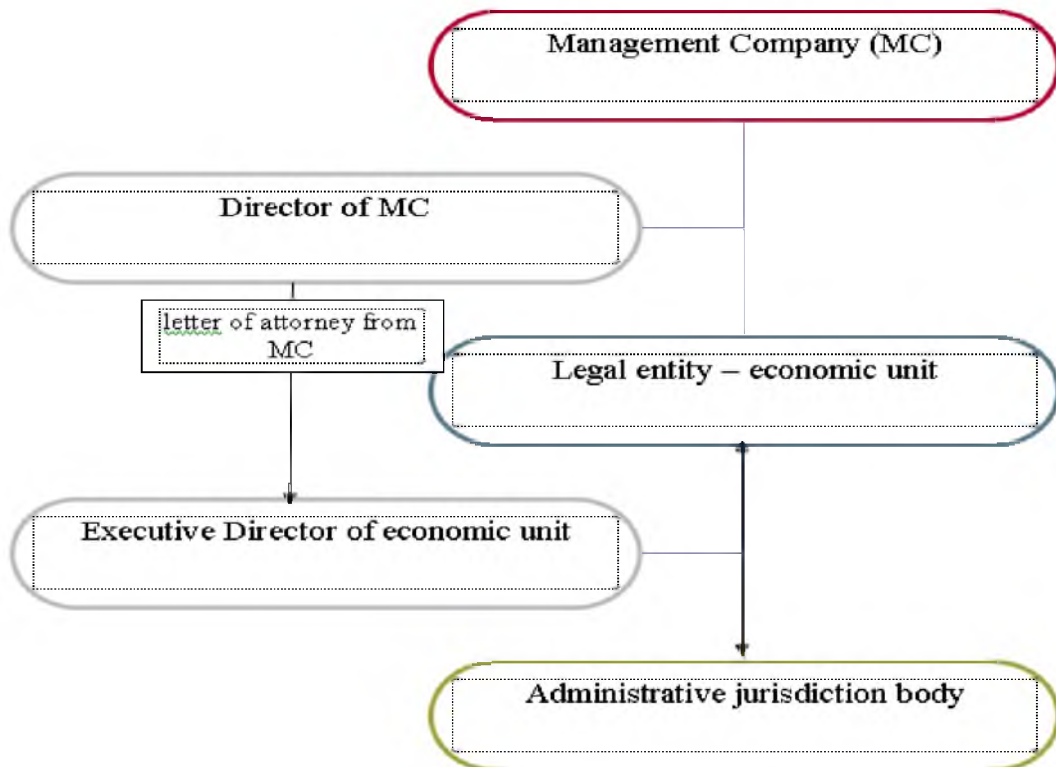 Management Company (MC)
Director of MC
letter of attorney from
MC
Legal entity – economic unit
Executive Director of economic unit
Administrative jurisdiction body